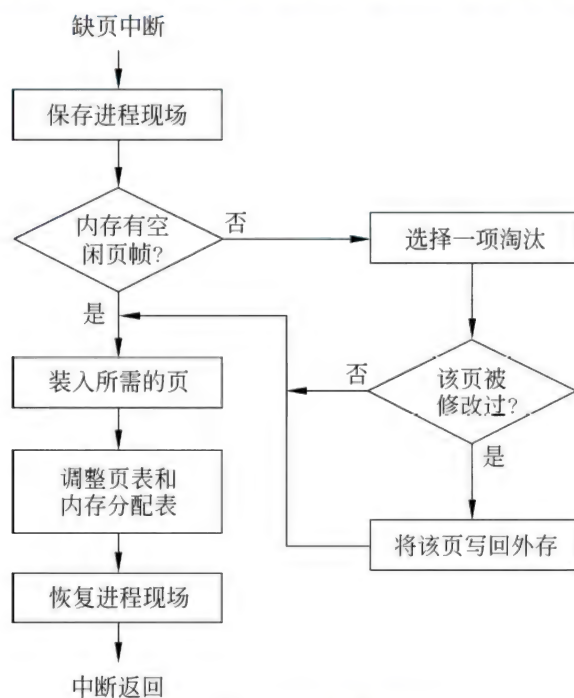 缺页中断
保存进程现场
内存有空
闲页帧?
否
选择一项淘汰
是
装入所需的页
否
该页被
修改过?
是
调整页表和
内存分配表
将该页写回外存
恢复进程现场
中断返回